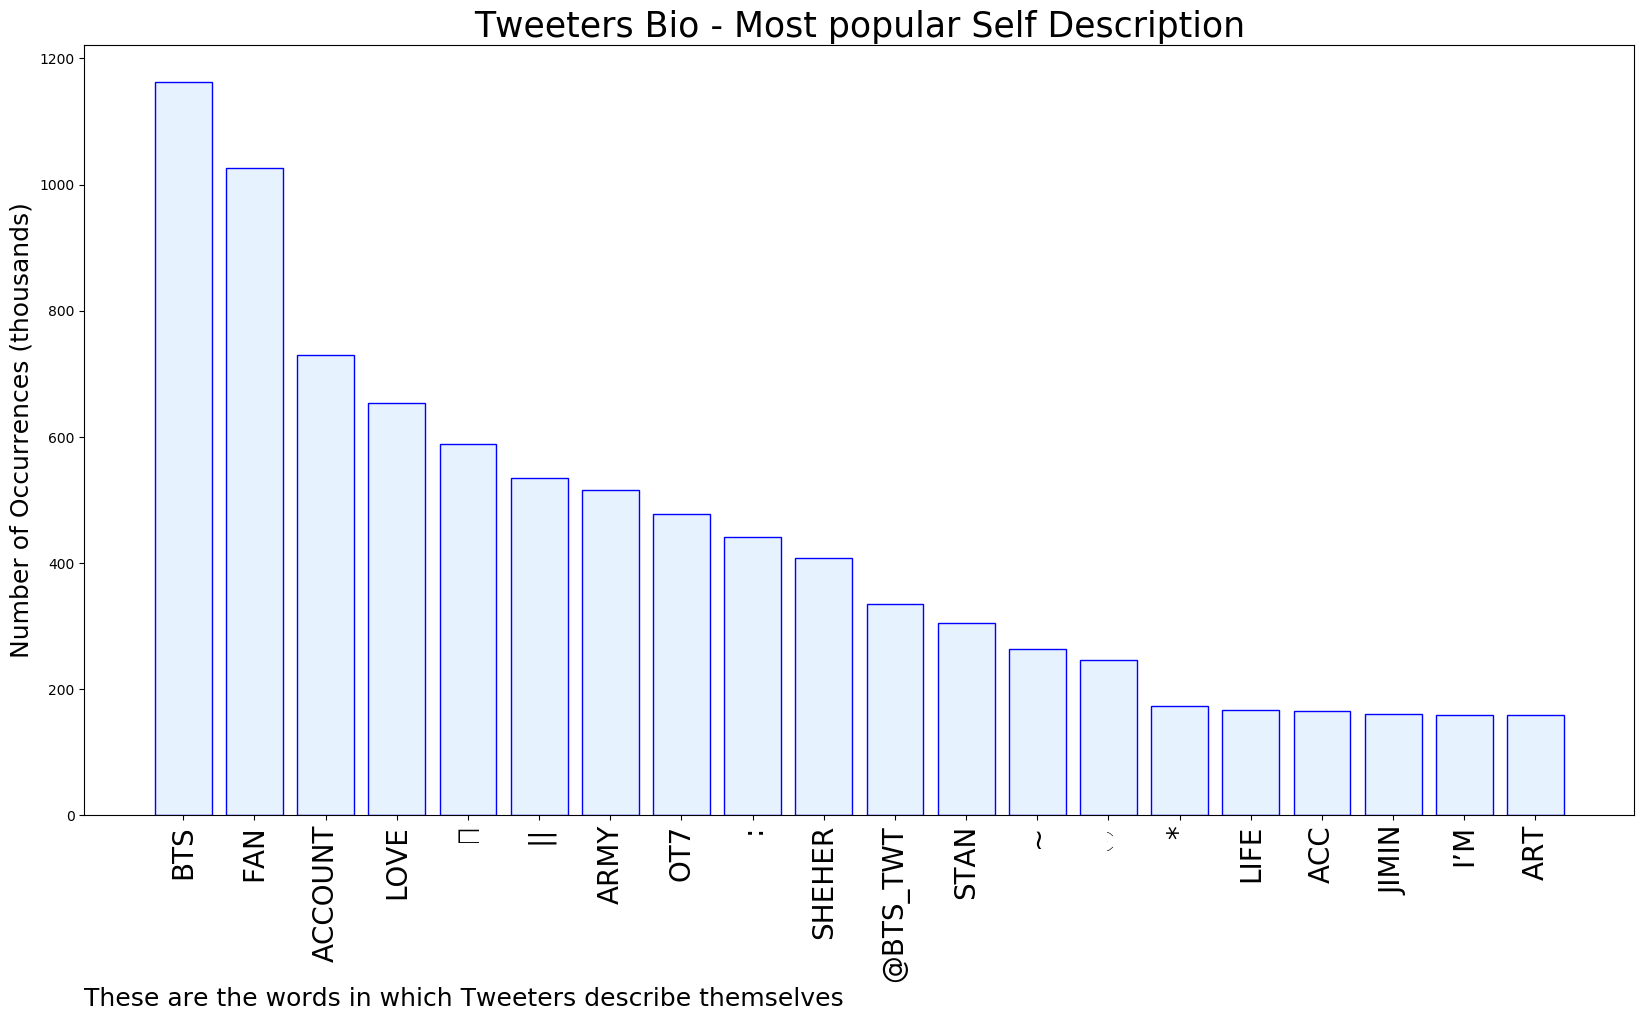 Tweeters Bio - Most popular Self Description
Number of Occurrences (thousands)
1200
1000
800
600
400
200
0
BTS
FAN
ACCOUNT
LOVE
||
ARMY
OT7
:
SHEHER
@BTS_TWT
STAN
~
*
LIFE
ACC
JIMIN
I’M
ART
These are the words in which Tweeters describe themselves